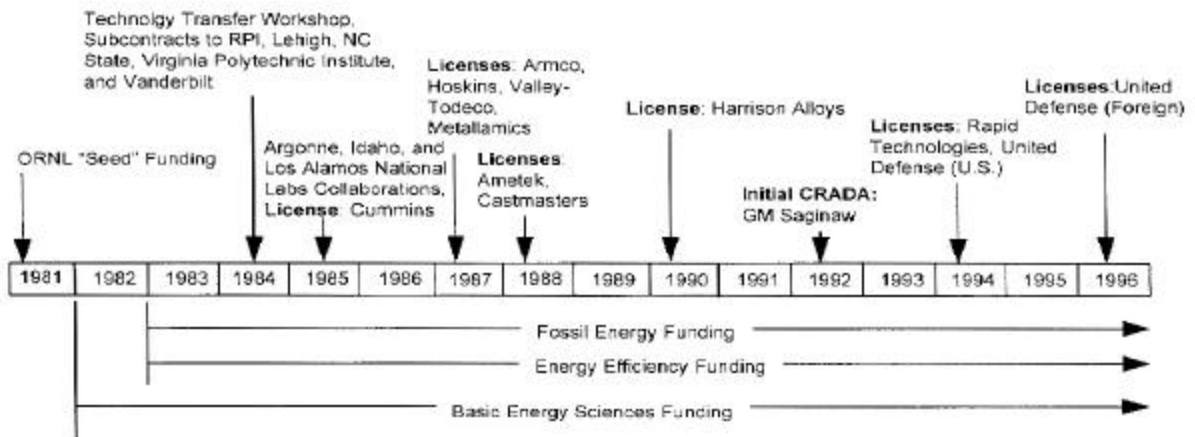 Technolgy Transfer Workshop,
Subcontracts to RPI, Lehigh, NC
State, Virginia Polytechnic Institute,
and Vanderbilt
Licenses: Armco,
Hoskins, Valley-
Todeco,
Metallamics
Licenses:United
Defense (Foreign)
License: Harrison Alloys
Licenses: Rapid
Technologies, United
Defense (U.S.)
ORNL "Seed" Funding
Argonne, Idaho, and
Los Alamos National
Labs Collaborations,
License: Cummins
Licenses:
Ametek,
Castmasters
Initial CRADA:
GM Saginaw
1981 1982 1983 1984 1985 1986 1987 1988 1989 1990 1991 1992 1993 1994 1995 1996
Fossil Energy Funding
Energy Efficiency Funding
Basic Energy Sciences Funding